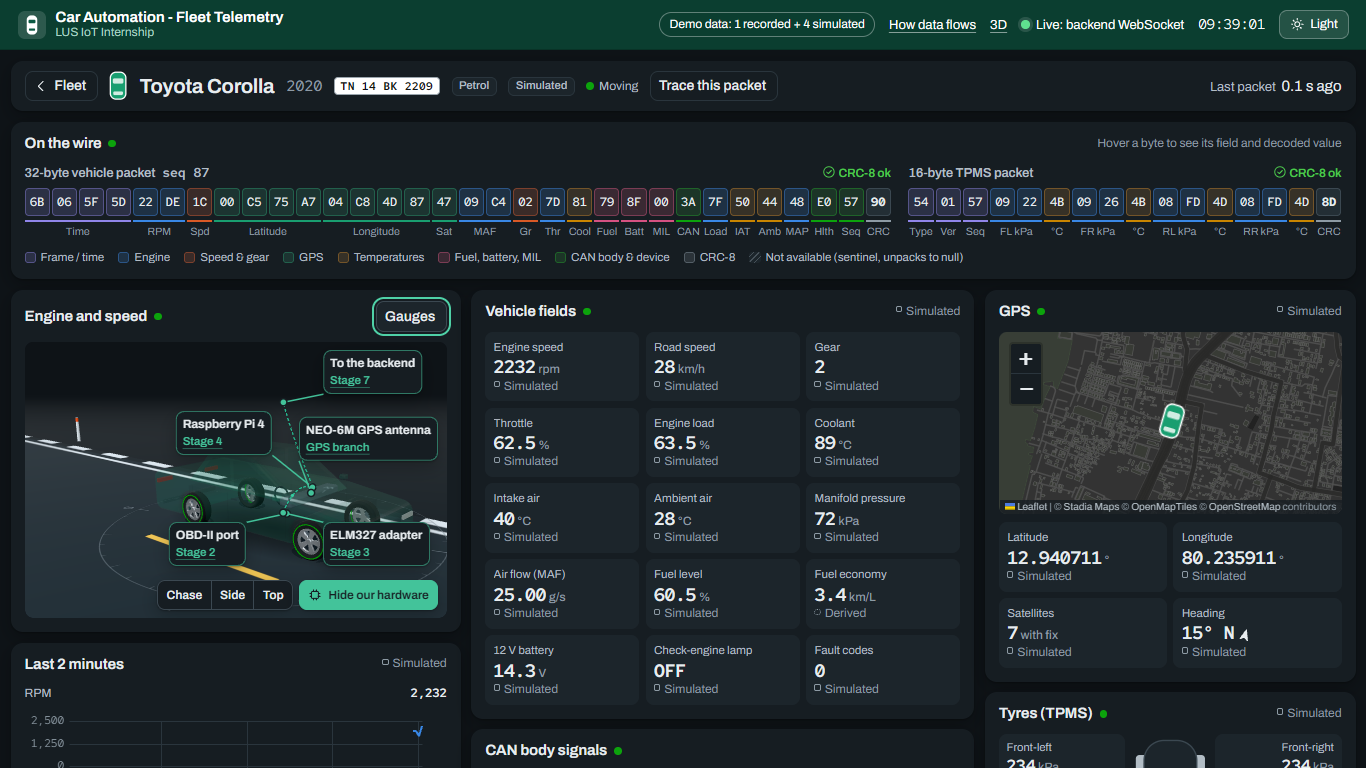 Car Automation - Fleet Telemetry
LUS IoT Internship
Demo data: 1 recorded + 4 simulated
How data flows
3D
Live: backend WebSocket
09:39:01
Light
Fleet
Toyota Corolla
2020
TN 14 BK 2209
Petrol
Simulated
Moving
Trace this packet
Last packet 0.1 s ago
On the wire
Hover a byte to see its field and decoded value
32-byte vehicle packet seq 87
CRC-8 ok
16-byte TPMS packet
CRC-8 ok
6B 06 5F 5D 22 DE 1C 00 C5 75 A7 04 C8 4D 87 47 09 C4 02 7D 81 79 8F 00 3A 7F 50 44 48 E0 57 90
54 01 57 09 22 4B 09 26 4B 08 FD 4D 08 FD 4D 8D
Time RPM Spd Latitude Longitude Sat MAF Gr Thr Cool Fuel Batt MIL CAN Load IAT Amb MAP Hlth Seq CRC
Type Ver Seq FL kPa °C FR kPa °C RL kPa °C RR kPa °C CRC
Frame / time
Engine
Speed & gear
GPS
Temperatures
Fuel, battery, MIL
CAN body & device
CRC-8
Not available (sentinel, unpacks to null)
Engine and speed
Gauges
To the backend
Stage 7
Raspberry Pi 4
Stage 4
NEO-6M GPS antenna
GPS branch
OBD-II port
Stage 2
ELM327 adapter
Stage 3
Chase
Side
Top
Hide our hardware
Last 2 minutes
Simulated
RPM
2,232
2,500
1,250
0
Vehicle fields
Simulated
Engine speed
2232 rpm
Simulated
Road speed
28 km/h
Simulated
Gear
2
Simulated
Throttle
62.5 %
Simulated
Engine load
63.5 %
Simulated
Coolant
89 °C
Simulated
Intake air
40 °C
Simulated
Ambient air
28 °C
Simulated
Manifold pressure
72 kPa
Simulated
Air flow (MAF)
25.00 g/s
Simulated
Fuel level
60.5 %
Simulated
Fuel economy
3.4 km/L
Derived
12 V battery
14.3 V
Simulated
Check-engine lamp
OFF
Simulated
Fault codes
0
Simulated
CAN body signals
GPS
Simulated
+
−
Leaflet | © Stadia Maps © OpenMapTiles © OpenStreetMap contributors
Latitude
12.940711 °
Simulated
Longitude
80.235911 °
Simulated
Satellites
7 with fix
Simulated
Heading
15° N
Simulated
Tyres (TPMS)
Simulated
Front-left
234 kPa
Front-right
234 kPa